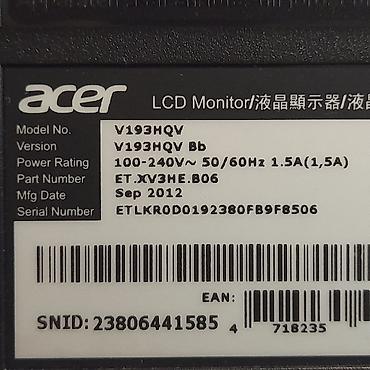 acer LCD Monitor/液晶顯示器/液晶
Model No. V193HQV
Version V193HQV Bb
Power Rating 100-240V~ 50/60Hz 1.5A(1,5A)
Part Number ET.XV3HE.B06
Mfg Date Sep 2012
Serial Number ETLKR0D0192380FB9F8506
EAN:
SNID: 23806441585 4 718235